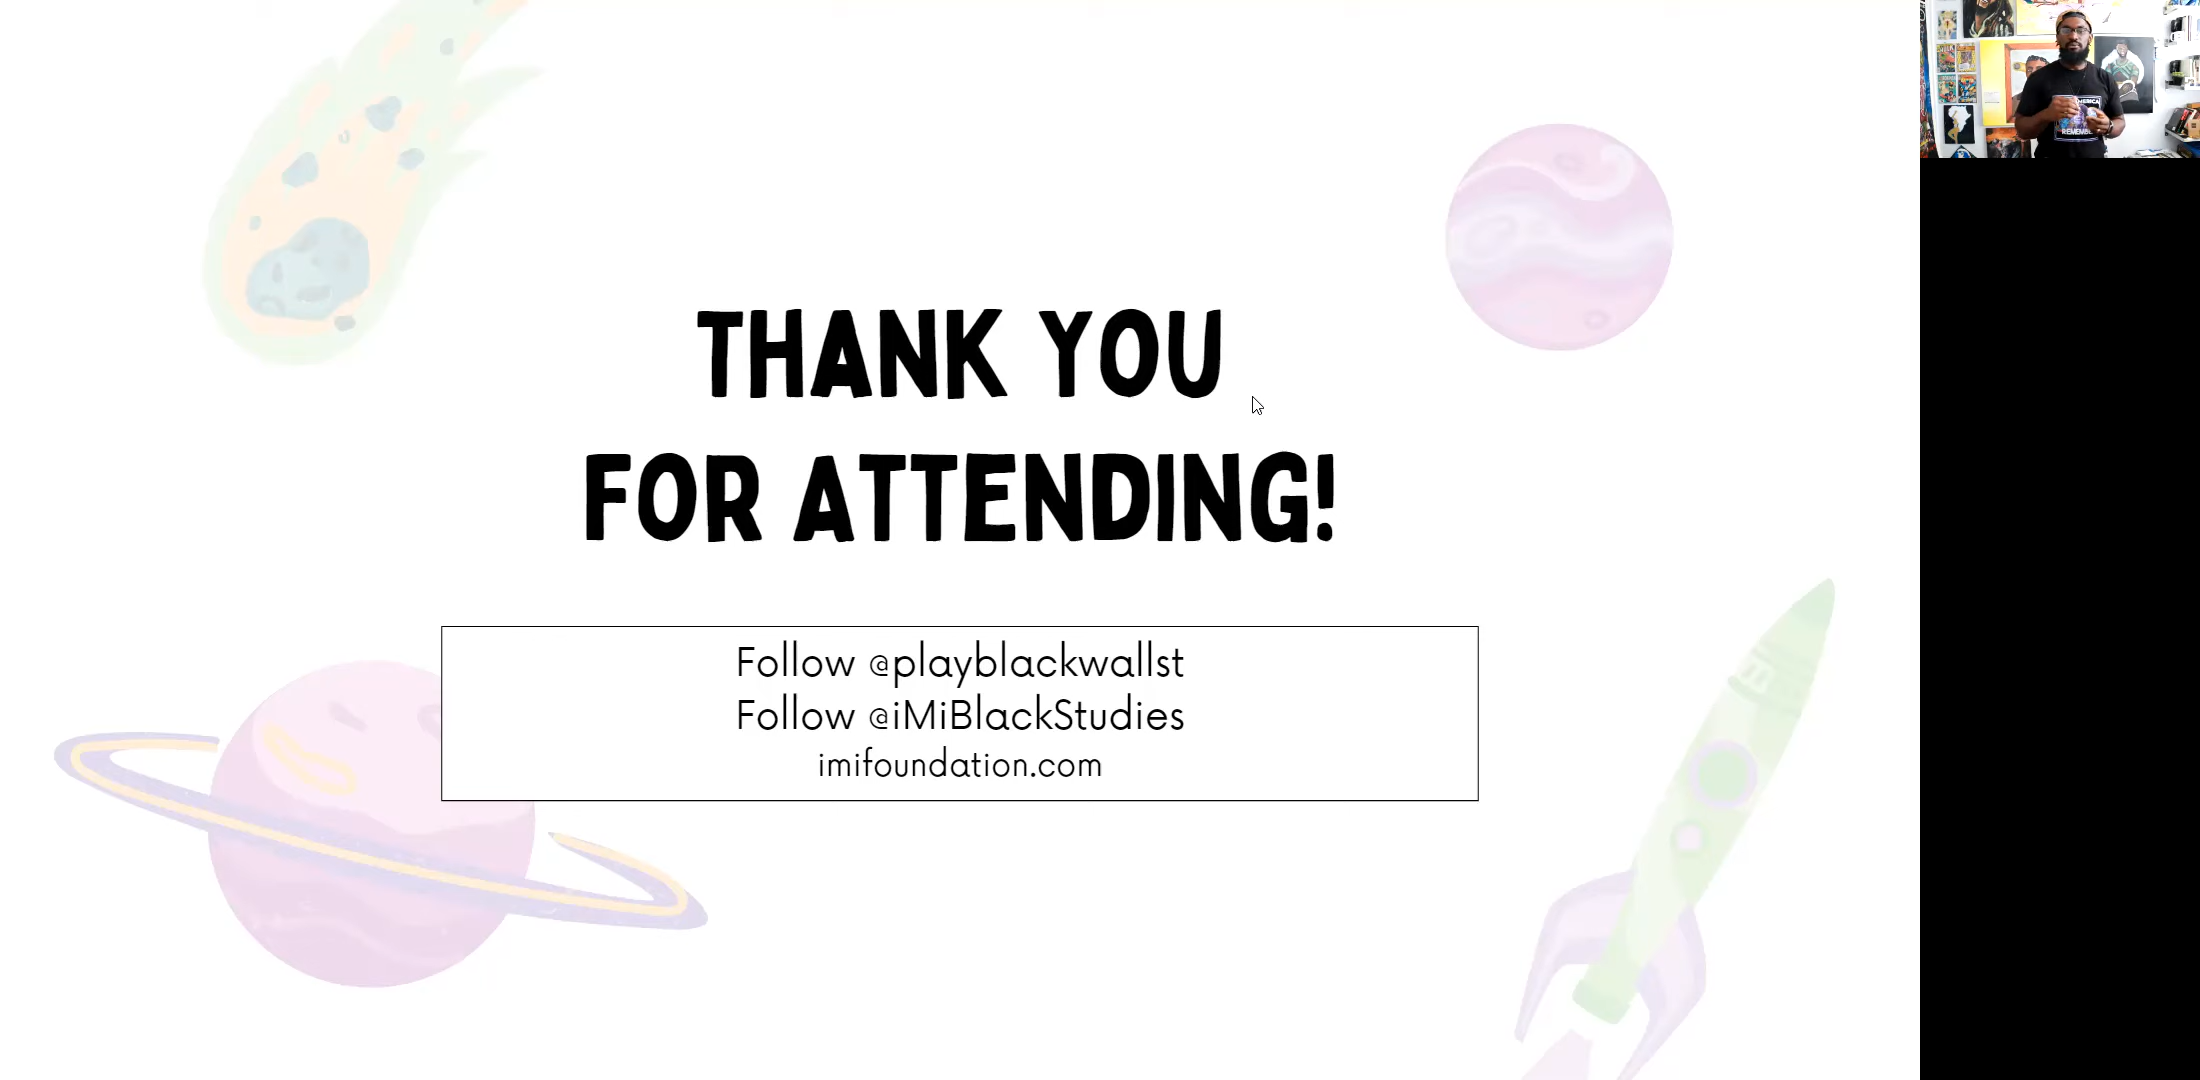 THANK YOU
FOR ATTENDING!
Follow @playblackwallst
Follow @iMiBlackStudies
imifoundation.com